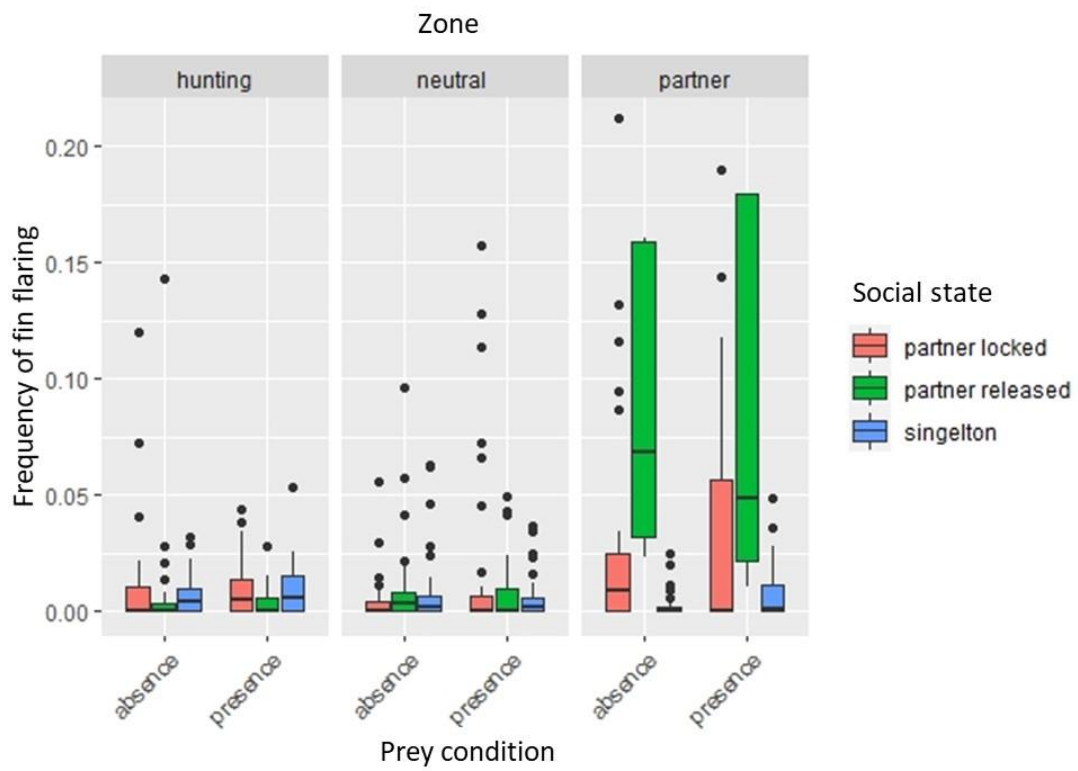 Zone
hunting neutral partner
0.20
0.15
0.10
0.05
0.00
Frequency of fin flaring
absence presence absence presence absence presence
Prey condition
Social state
partner locked
partner released
singelton